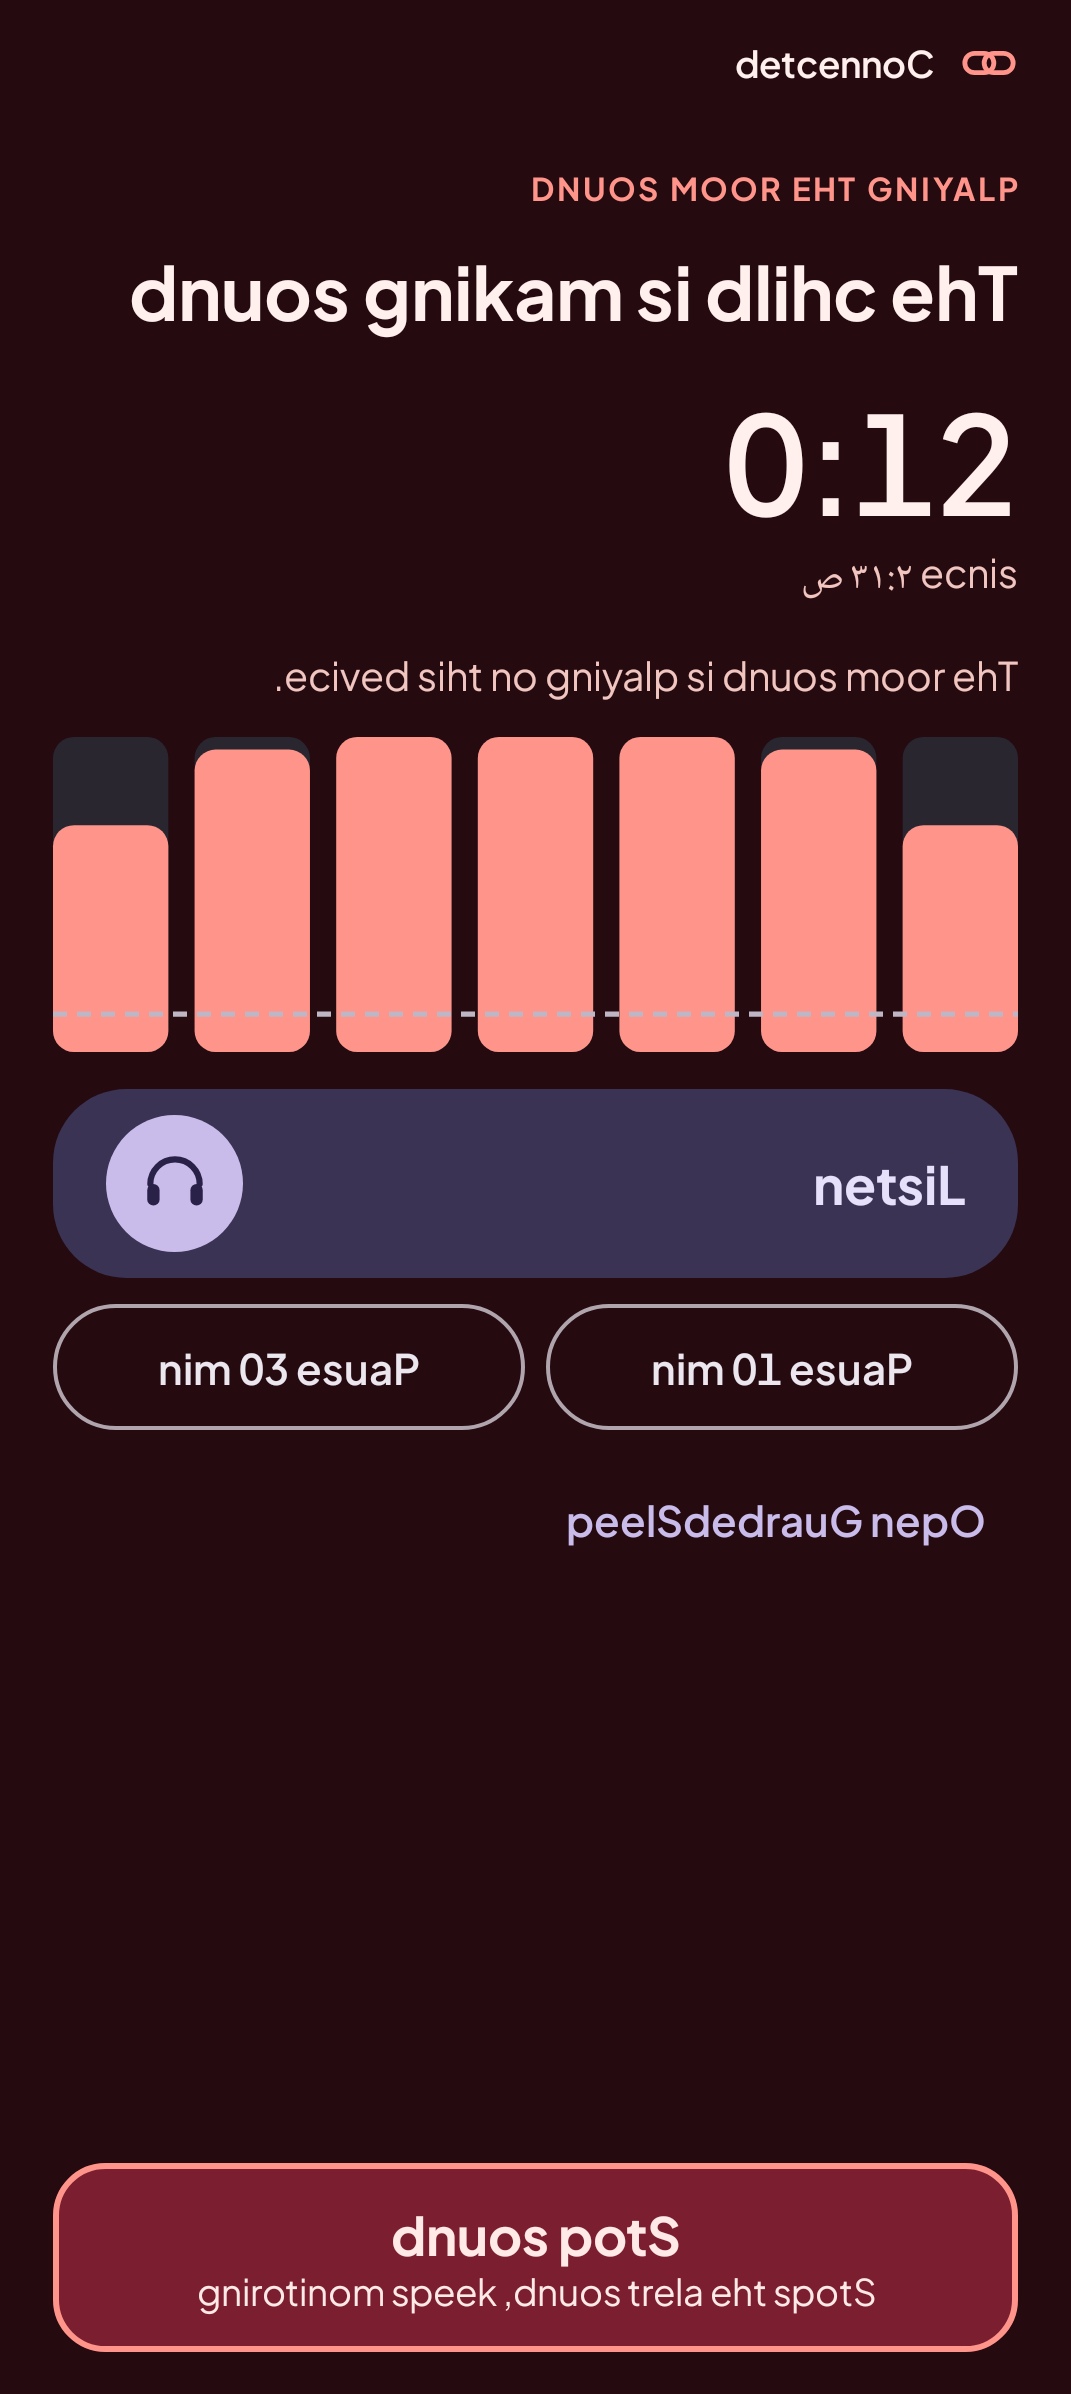 detcennoC
DNUOS MOOR EHT GNIYALP
dnuos gnikam si dlihc ehT
0:12
ص ٣١:٢ ecnis
.ecived siht no gniyalp si dnuos moor ehT
netsiL
nim 01 esuaP
nim 03 esuaP
peelSdedrauG nepO
dnuos potS
gnirotinom speek ,dnuos trela eht spotS